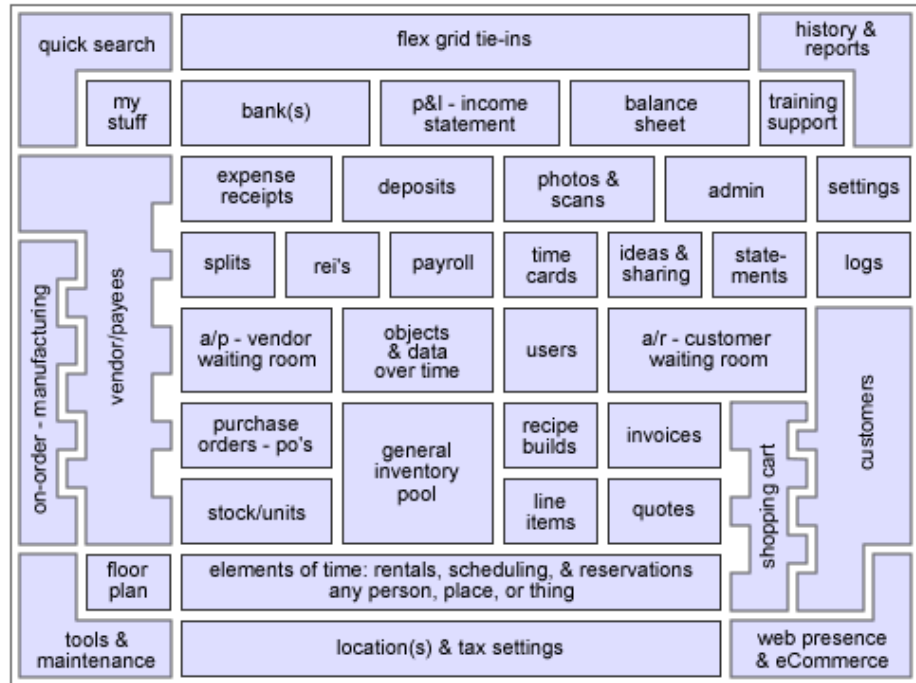 quick search
flex grid tie-ins
history &
reports
my
stuff
bank(s)
p&l - income
statement
balance
sheet
training
support
expense
receipts
deposits
photos &
scans
admin
settings
splits
rei's
payroll
time
cards
ideas &
sharing
state-
ments
logs
on-order - manufacturing
vendor/payees
a/p - vendor
waiting room
objects
& data
over time
users
a/r - customer
waiting room
customers
purchase
orders - po's
general
inventory
pool
recipe
builds
invoices
shopping cart
stock/units
line
items
quotes
floor
plan
elements of time: rentals, scheduling, & reservations
any person, place, or thing
tools &
maintenance
location(s) & tax settings
web presence
& eCommerce